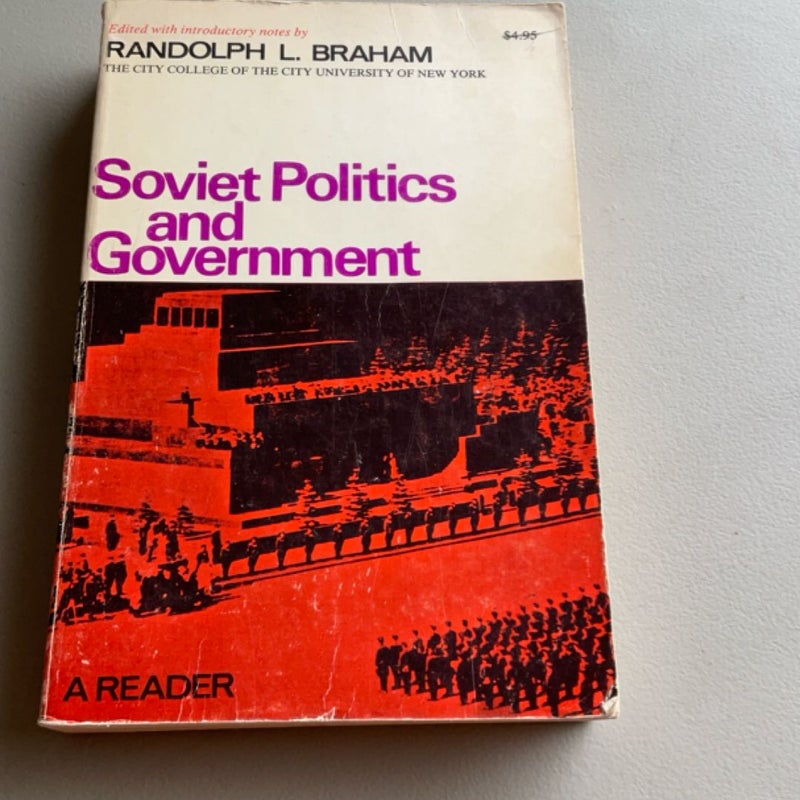 Edited with introductory notes by
$4.95
RANDOLPH L. BRAHAM
THE CITY COLLEGE OF THE CITY UNIVERSITY OF NEW YORK
Soviet Politics
and
Government
A READER